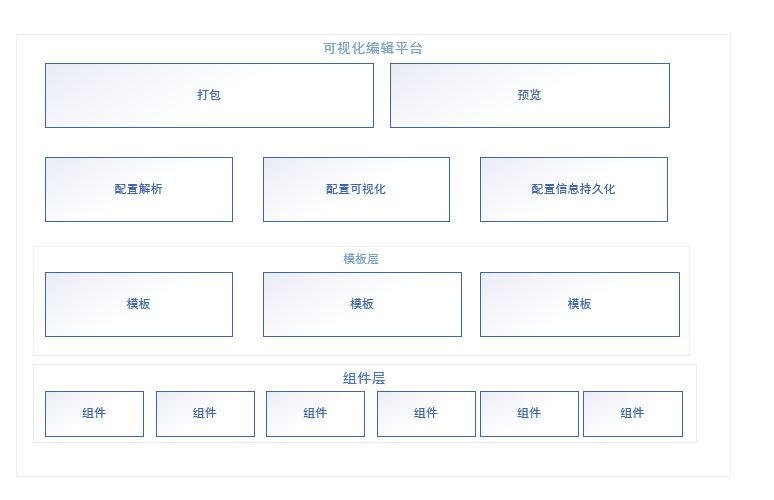 可视化编辑平台
打包
预览
配置解析
配置可视化
配置信息持久化
模板层
模板
模板
模板
组件层
组件
组件
组件
组件
组件
组件